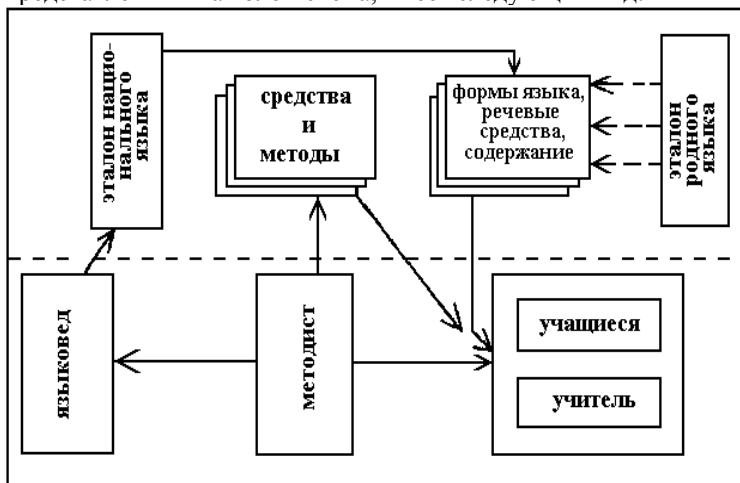 эталон нацио-
нального
языка
средства
и
методы
формы языка,
речевые
средства,
содержание
эталон
родного
языка
языковед
методист
учащиеся
учитель